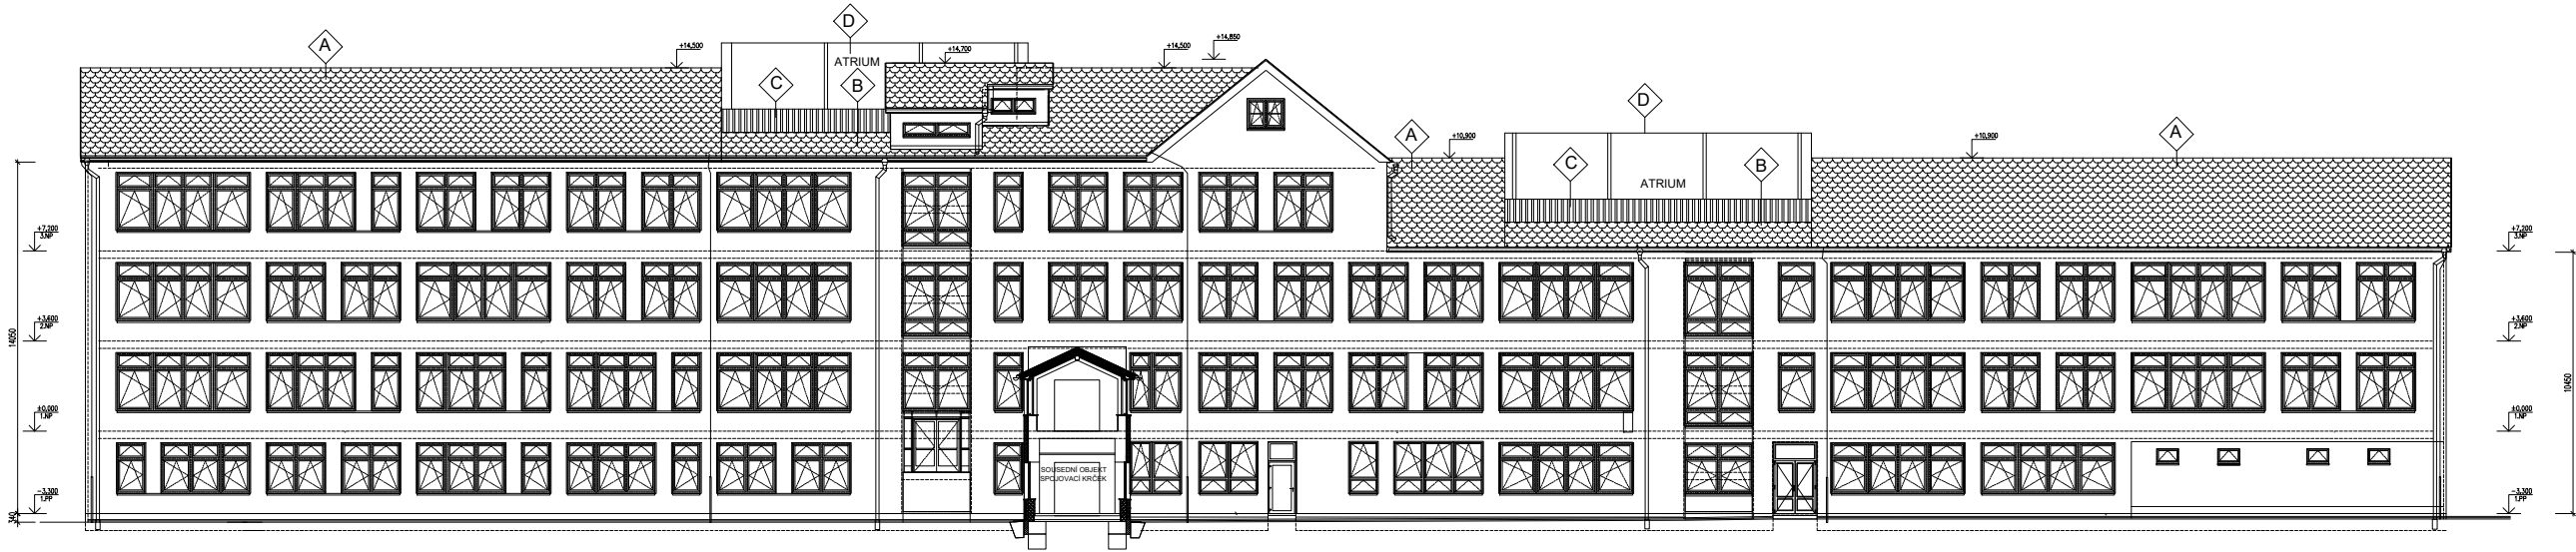 D
A
+14,500
+14,700
+14,500
+14,850
ATRIUM
C
B
D
A
+10,900
+10,900
A
C
B
ATRIUM
+7,200
3.NP
+7,200
3.NP
+3,600
2.NP
+3,600
2.NP
14050
10450
±0,000
1.NP
±0,000
1.NP
SOUSEDNÍ OBJEKT
SPOJOVACÍ KRČEK
-3,300
1.PP
-3,300
1.PP
340